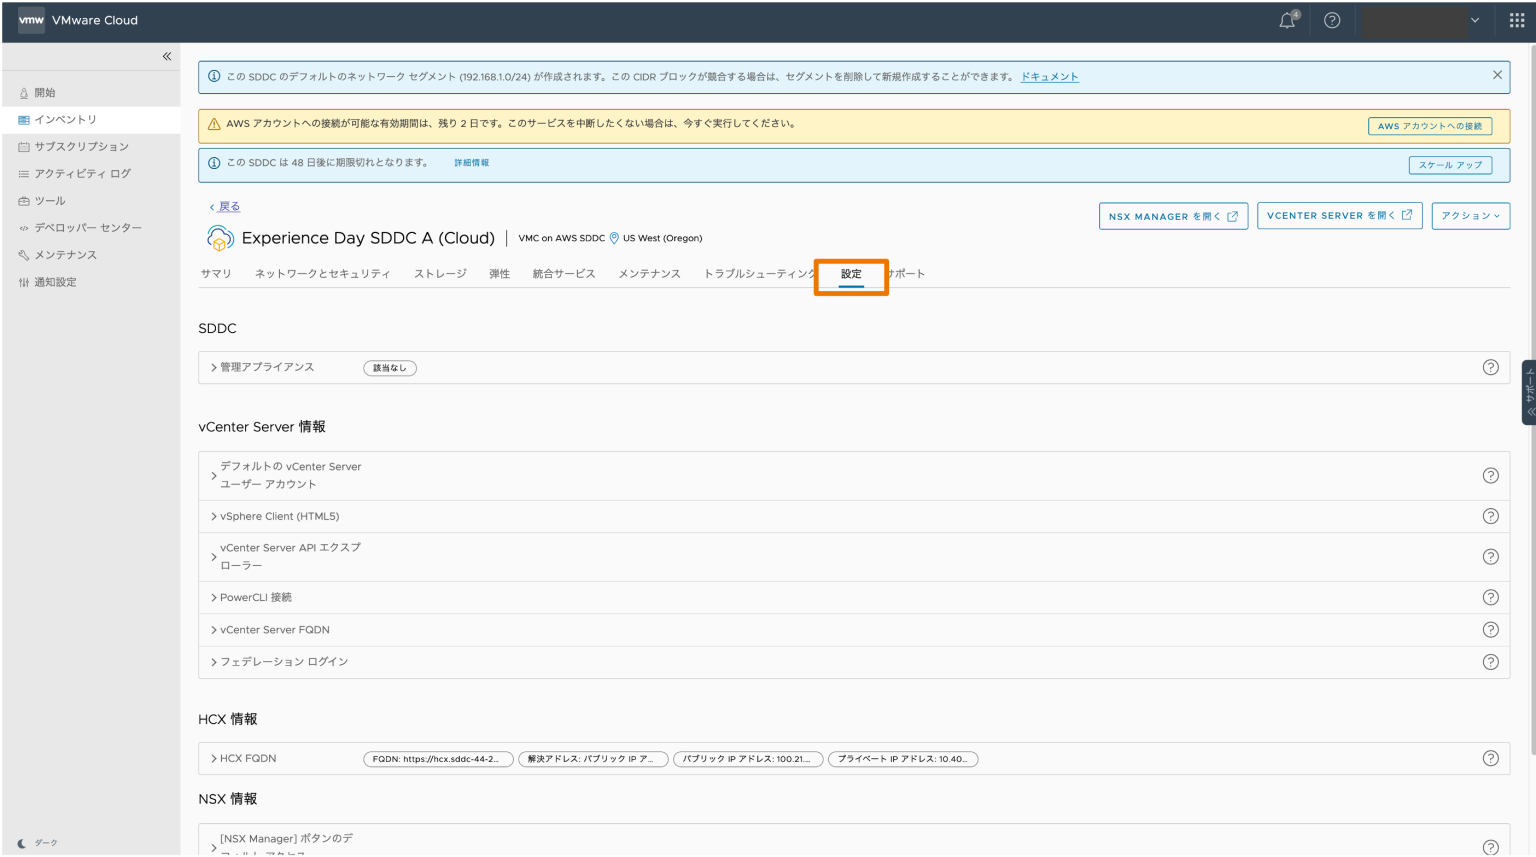 vmw VMware Cloud
4
開始
インベントリ
サブスクリプション
アクティビティ ログ
ツール
デベロッパー センター
メンテナンス
通知設定
ダーク
この SDDC のデフォルトのネットワーク セグメント (192.168.1.0/24) が作成されます。この CIDR ブロックが競合する場合は、セグメントを削除して新規作成することができます。 ドキュメント
AWS アカウントへの接続が可能な有効期間は、残り 2 日です。このサービスを中断したくない場合は、今すぐ実行してください。
AWS アカウントへの接続
この SDDC は 48 日後に期限切れとなります。 詳細情報
スケール アップ
戻る
NSX MANAGER を開く VCENTER SERVER を開く アクション
Experience Day SDDC A (Cloud) VMC on AWS SDDC US West (Oregon)
サマリ ネットワークとセキュリティ ストレージ 弾性 統合サービス メンテナンス トラブルシューティング 設定 サポート
SDDC
管理アプライアンス 該当なし
vCenter Server 情報
デフォルトの vCenter Server
ユーザー アカウント
vSphere Client (HTML5)
vCenter Server API エクスプ
ローラー
PowerCLI 接続
vCenter Server FQDN
フェデレーション ログイン
HCX 情報
HCX FQDN FQDN: https://hcx.sddc-44-2... 解決アドレス: パブリック IP ア... パブリック IP アドレス: 100.21.... プライベート IP アドレス: 10.40...
NSX 情報
[NSX Manager] ボタンのデ
フォルト アクセス
サポート